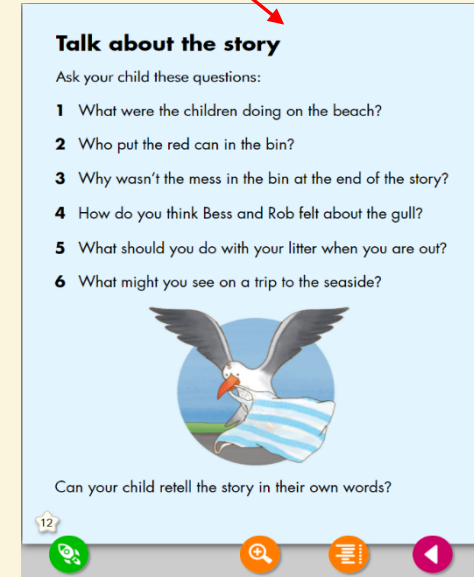 Talk about the story
Ask your child these questions:
1 What were the children doing on the beach?
2 Who put the red can in the bin?
3 Why wasn't the mess in the bin at the end of the story?
4 How do you think Bess and Rob felt about the gull?
5 What should you do with your litter when you are out?
6 What might you see on a trip to the seaside?
Can your child retell the story in their own words?
12